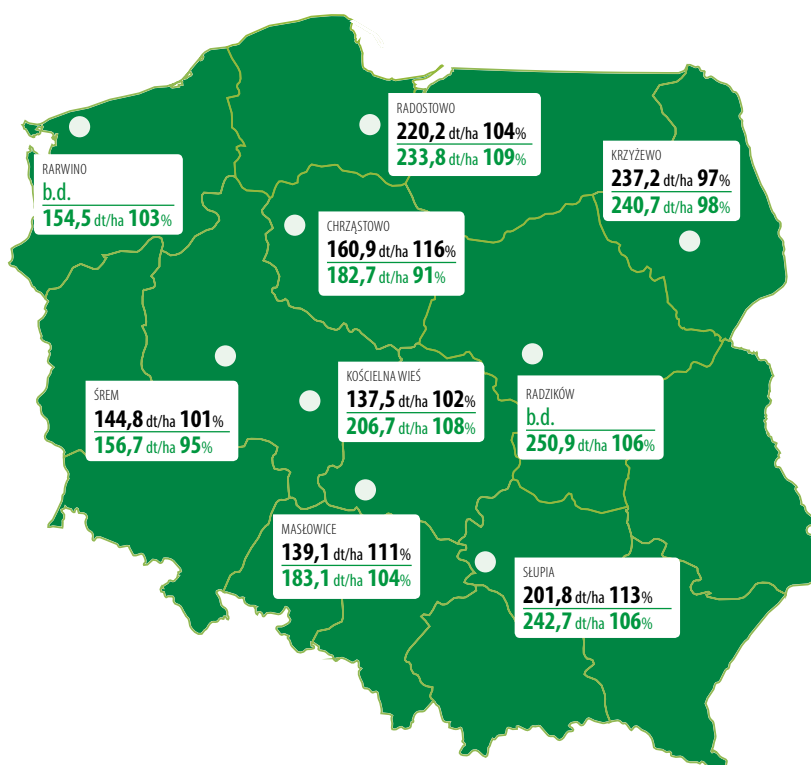 RADOSTOWO
220,2 dt/ha 104%
233,8 dt/ha 109%
KRZYŻEWO
237,2 dt/ha 97%
240,7 dt/ha 98%
RARWINO
b.d.
154,5 dt/ha 103%
CHRZĄSTOWO
160,9 dt/ha 116%
182,7 dt/ha 91%
ŚREM
144,8 dt/ha 101%
156,7 dt/ha 95%
KOŚCIELNA WIEŚ
137,5 dt/ha 102%
206,7 dt/ha 108%
RADZIKÓW
b.d.
250,9 dt/ha 106%
MASŁOWICE
139,1 dt/ha 111%
183,1 dt/ha 104%
SŁUPIA
201,8 dt/ha 113%
242,7 dt/ha 106%